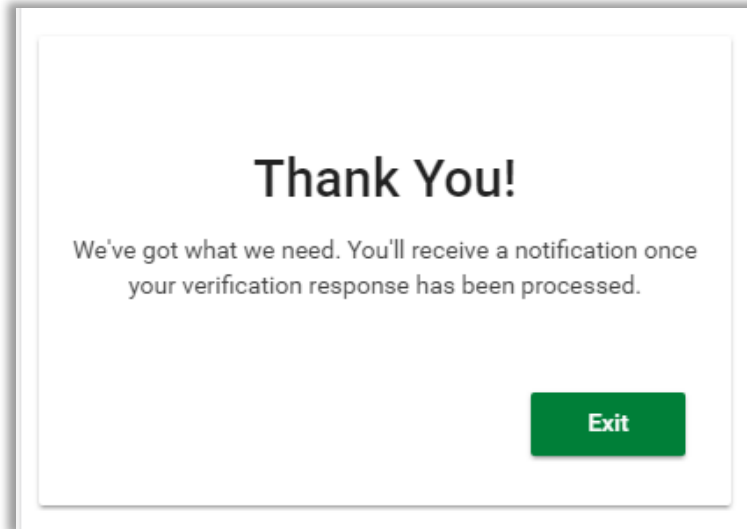 Thank You!
We've got what we need. You'll receive a notification once
your verification response has been processed.
Exit